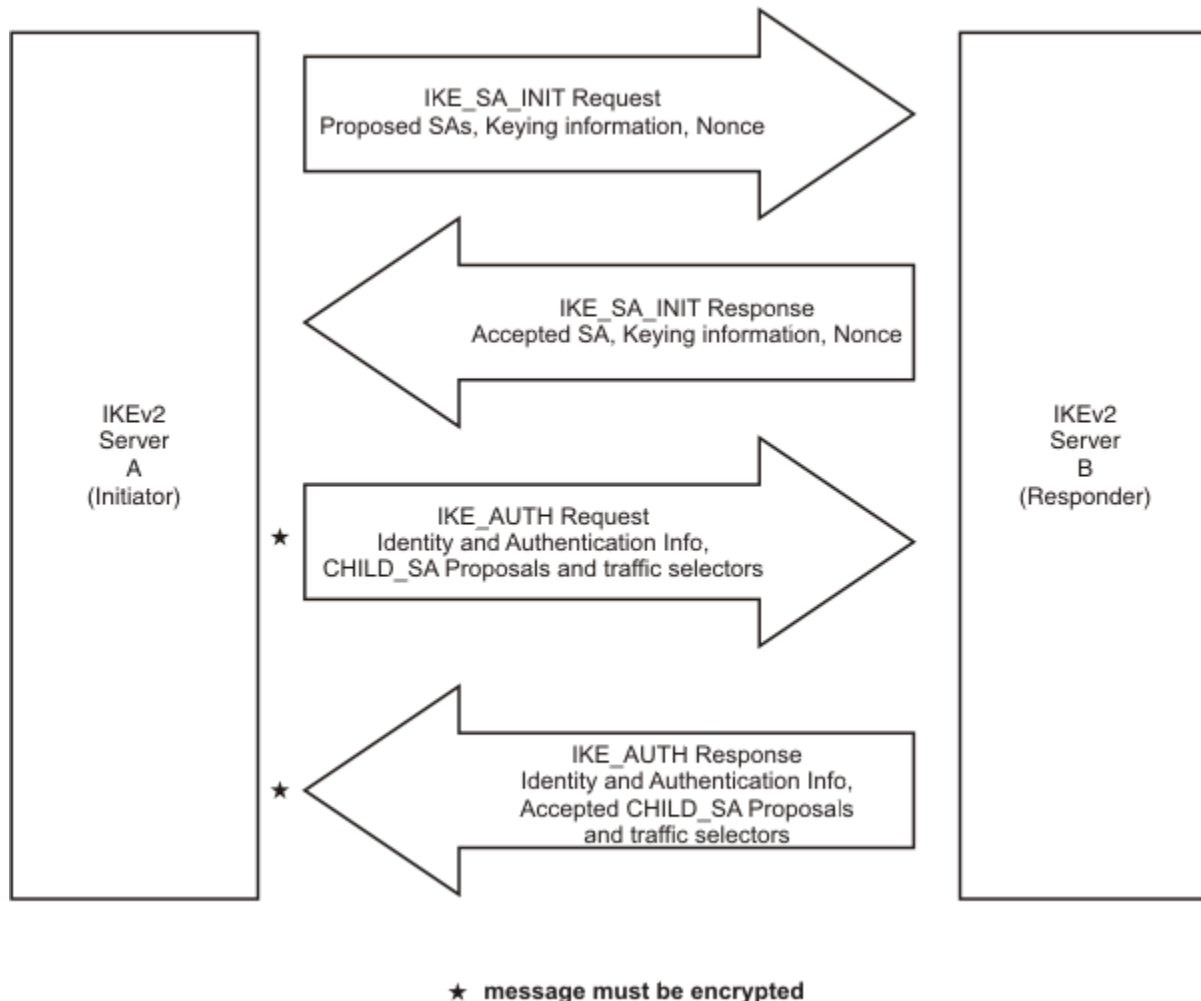 IKE_SA_INIT Request
Proposed SAs, Keying information, Nonce
IKE_SA_INIT Response
Accepted SA, Keying information, Nonce
IKEv2
Server
A
(Initiator)
IKEv2
Server
B
(Responder)
★
IKE_AUTH Request
Identity and Authentication Info,
CHILD_SA Proposals and traffic selectors
★
IKE_AUTH Response
Identity and Authentication Info,
Accepted CHILD_SA Proposals
and traffic selectors
★ message must be encrypted